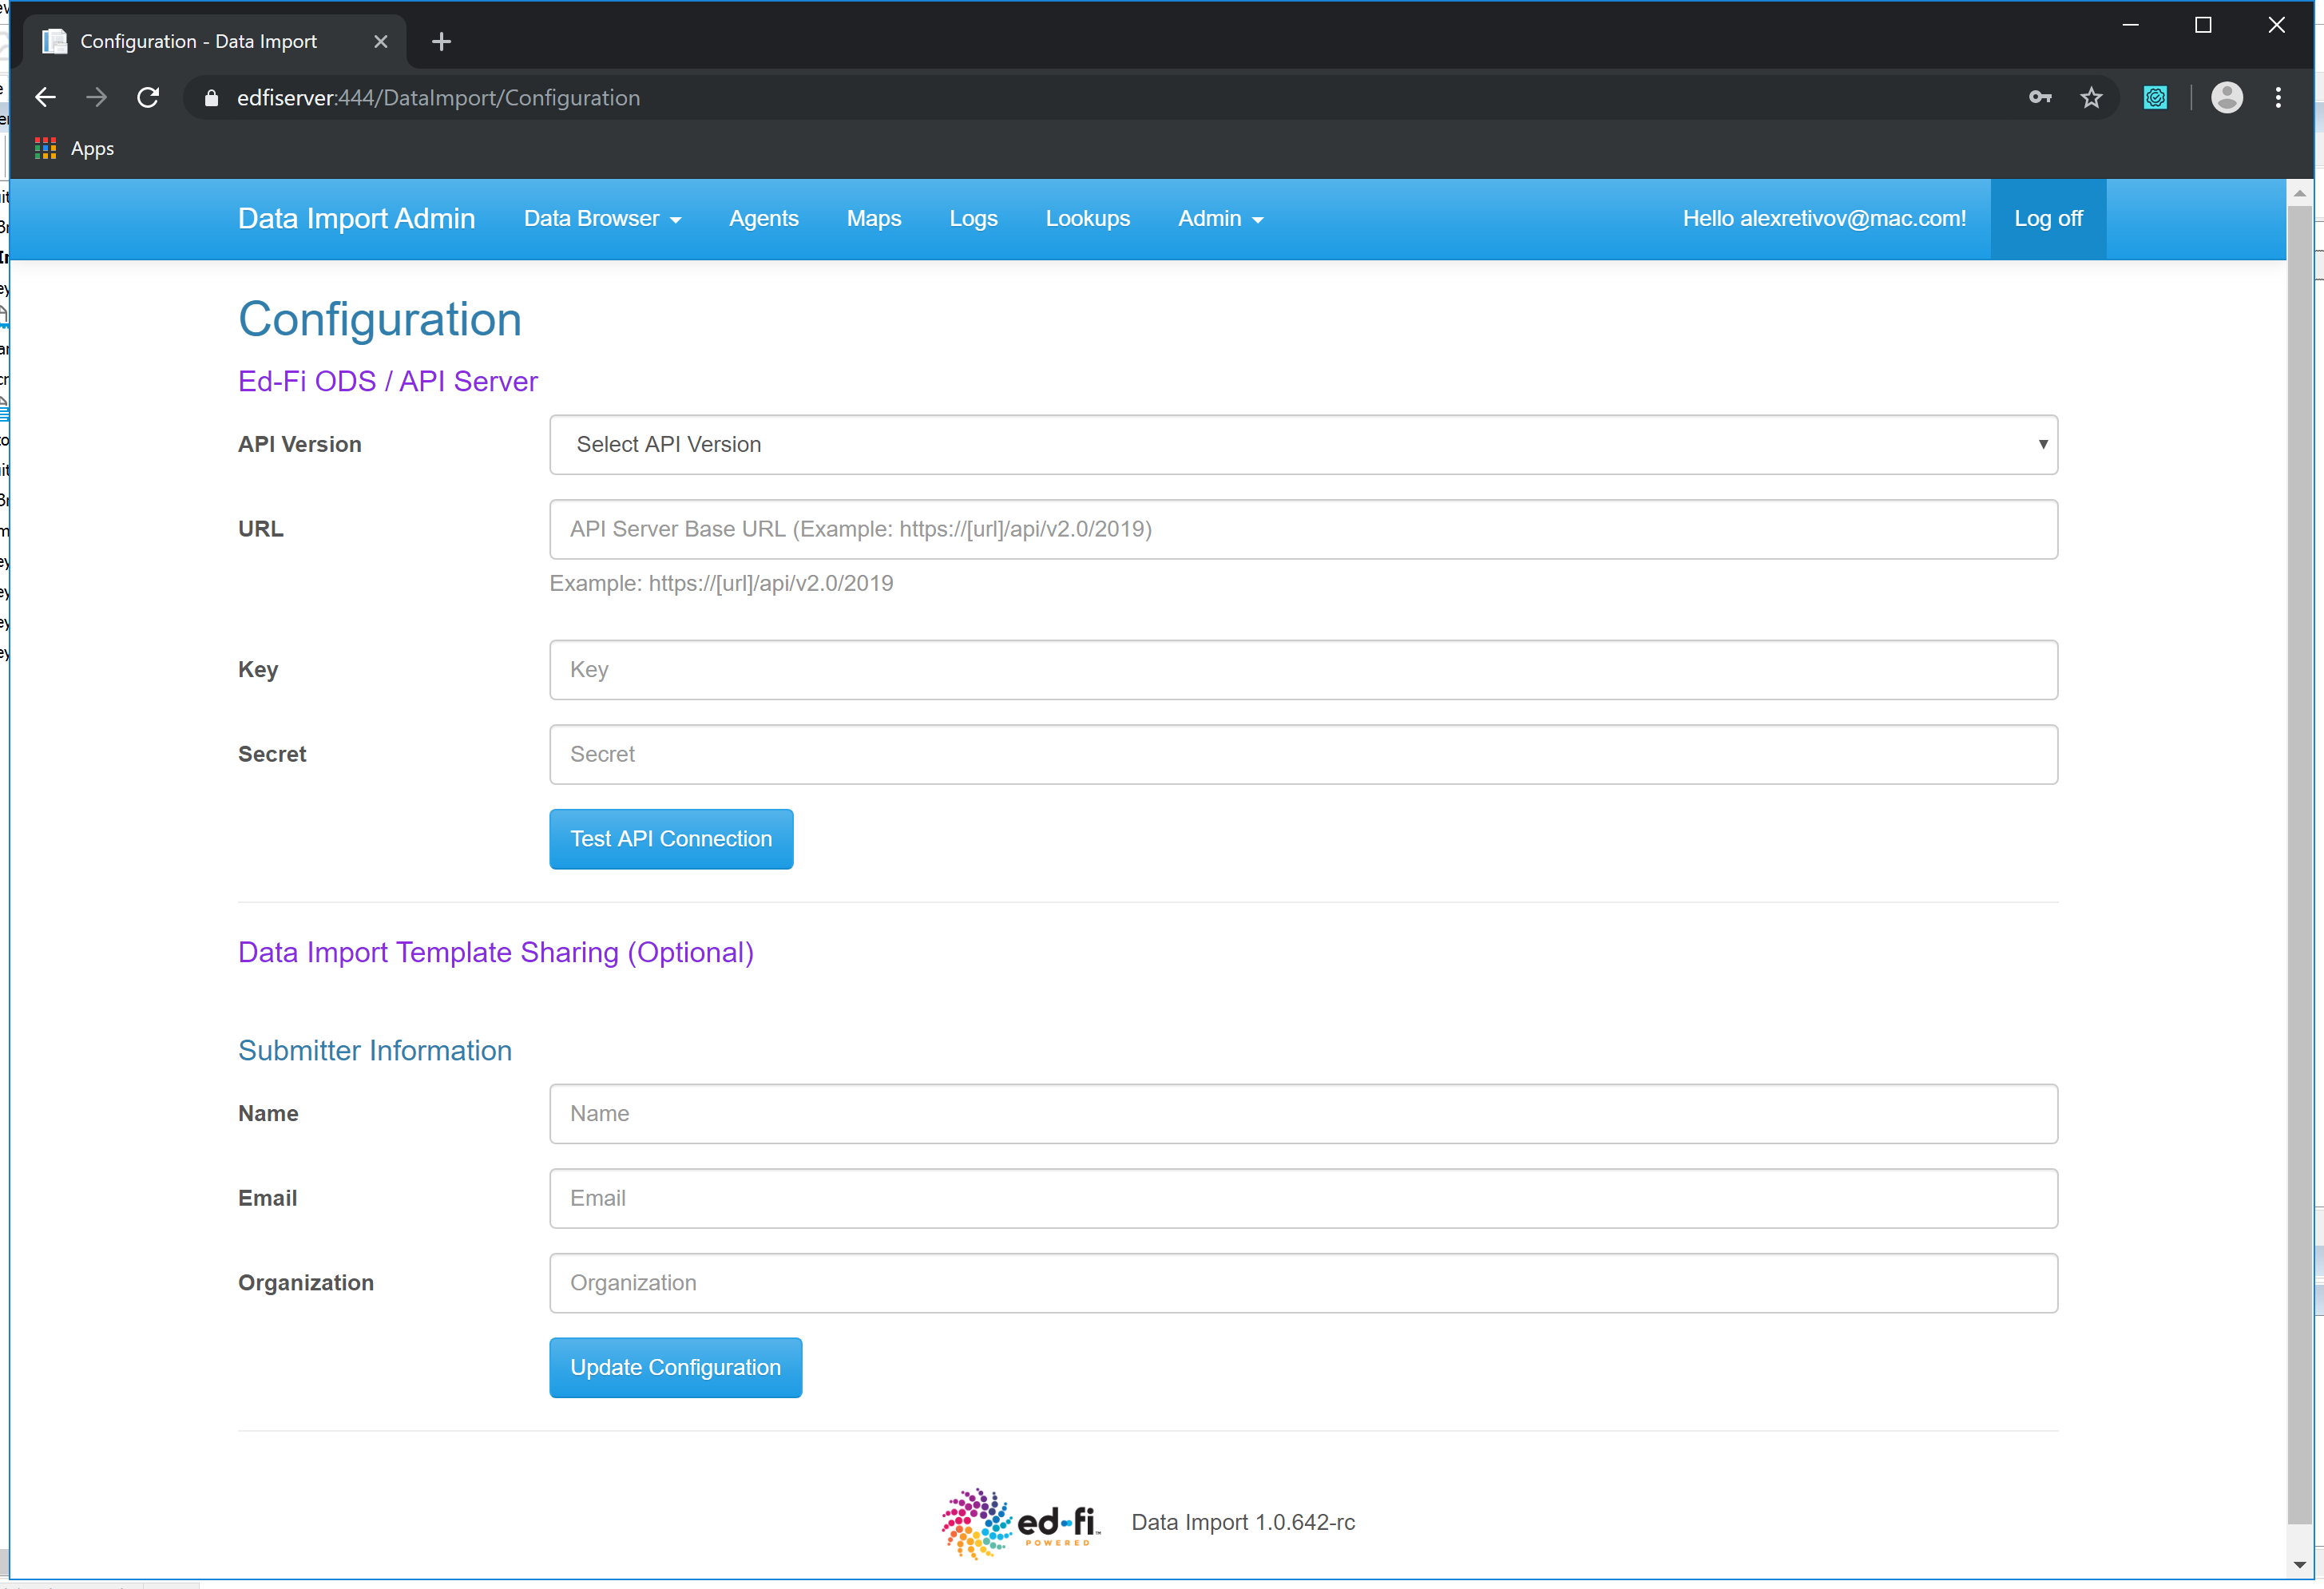 Configuration - Data Import
edfiserver:444/DataImport/Configuration
Apps
Data Import Admin Data Browser Agents Maps Logs Lookups Admin Hello alexretivov@mac.com! Log off
Configuration
Ed-Fi ODS / API Server
API Version Select API Version
URL API Server Base URL (Example: https://[url]/api/v2.0/2019)
Example: https://[url]/api/v2.0/2019
Key Key
Secret Secret
Test API Connection
Data Import Template Sharing (Optional)
Submitter Information
Name Name
Email Email
Organization Organization
Update Configuration
ed-fi™
POWERED
Data Import 1.0.642-rc